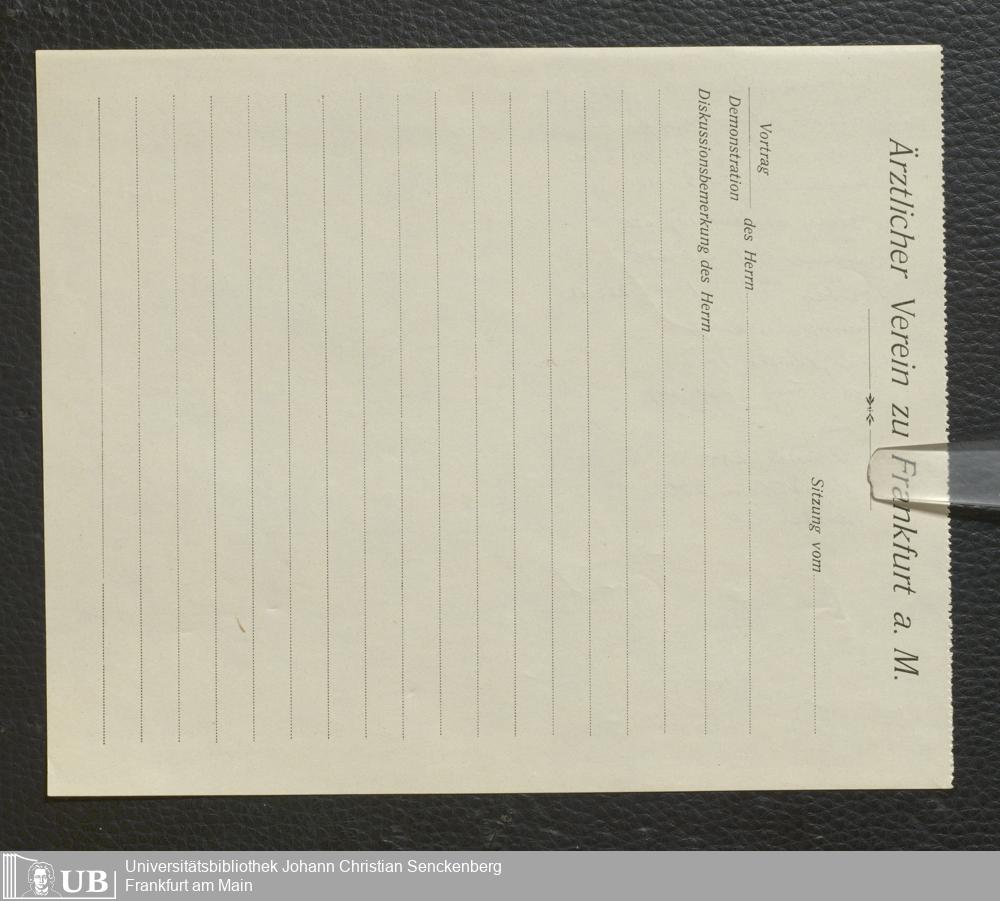 Ärztlicher Verein zu Frankfurt a. M.
Sitzung vom
Vortrag
des Herrn
Demonstration
Diskussionsbemerkung des Herrn
UB
Universitätsbibliothek Johann Christian Senckenberg
Frankfurt am Main